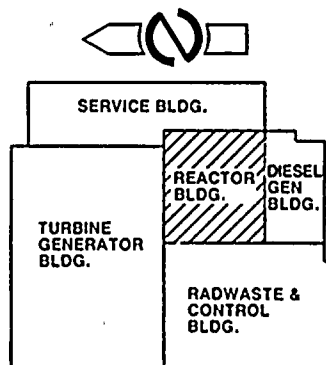 N
SERVICE BLDG.
REACTOR
BLDG.
DIESEL
GEN
BLDG.
TURBINE
GENERATOR
BLDG.
RADWASTE &
CONTROL
BLDG.